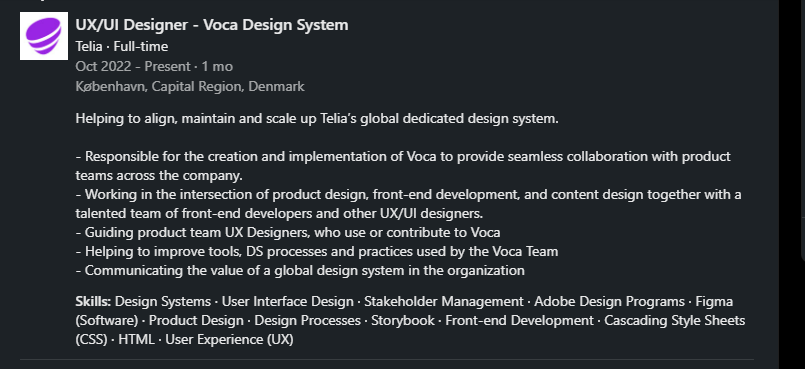 UX/UI Designer - Voca Design System
Telia · Full-time
Oct 2022 - Present · 1 mo
København, Capital Region, Denmark
Helping to align, maintain and scale up Telia's global dedicated design system.
- Responsible for the creation and implementation of Voca to provide seamless collaboration with product
teams across the company.
- Working in the intersection of product design, front-end development, and content design together with a
talented team of front-end developers and other UX/UI designers.
- Guiding product team UX Designers, who use or contribute to Voca
- Helping to improve tools, DS processes and practices used by the Voca Team
- Communicating the value of a global design system in the organization
Skills: Design Systems · User Interface Design · Stakeholder Management · Adobe Design Programs · Figma
(Software) · Product Design · Design Processes · Storybook · Front-end Development · Cascading Style Sheets
(CSS) · HTML · User Experience (UX)